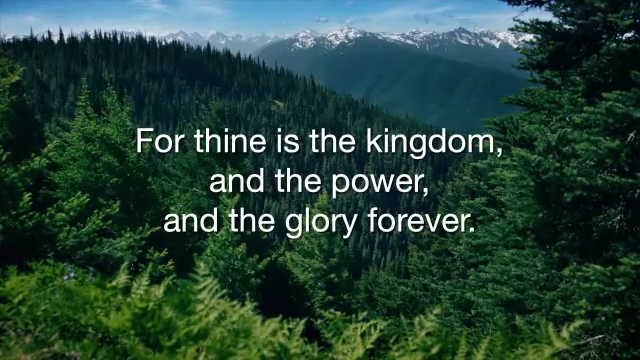 For thine is the kingdom,
and the power,
and the glory forever.